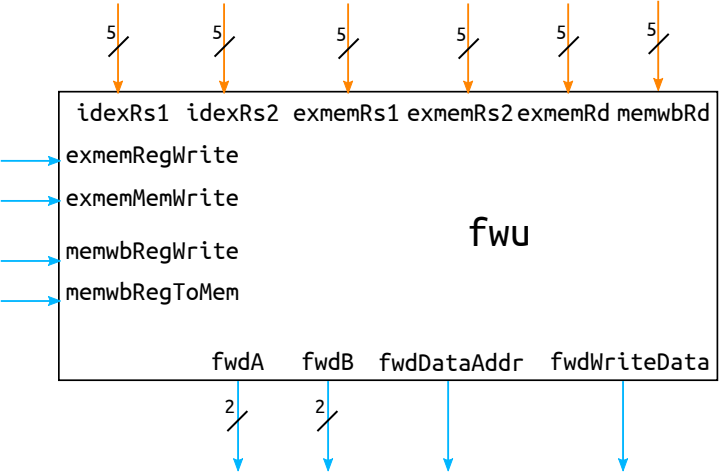 5 5 5 5 5 5
idexRs1 idexRs2 exmemRs1 exmemRs2 exmemRd memwbRd
exmemRegWrite
exmemMemWrite
fwu
memwbRegWrite
memwbRegToMem
fwdA fwdB fwdDataAddr fwdWriteData
2 2